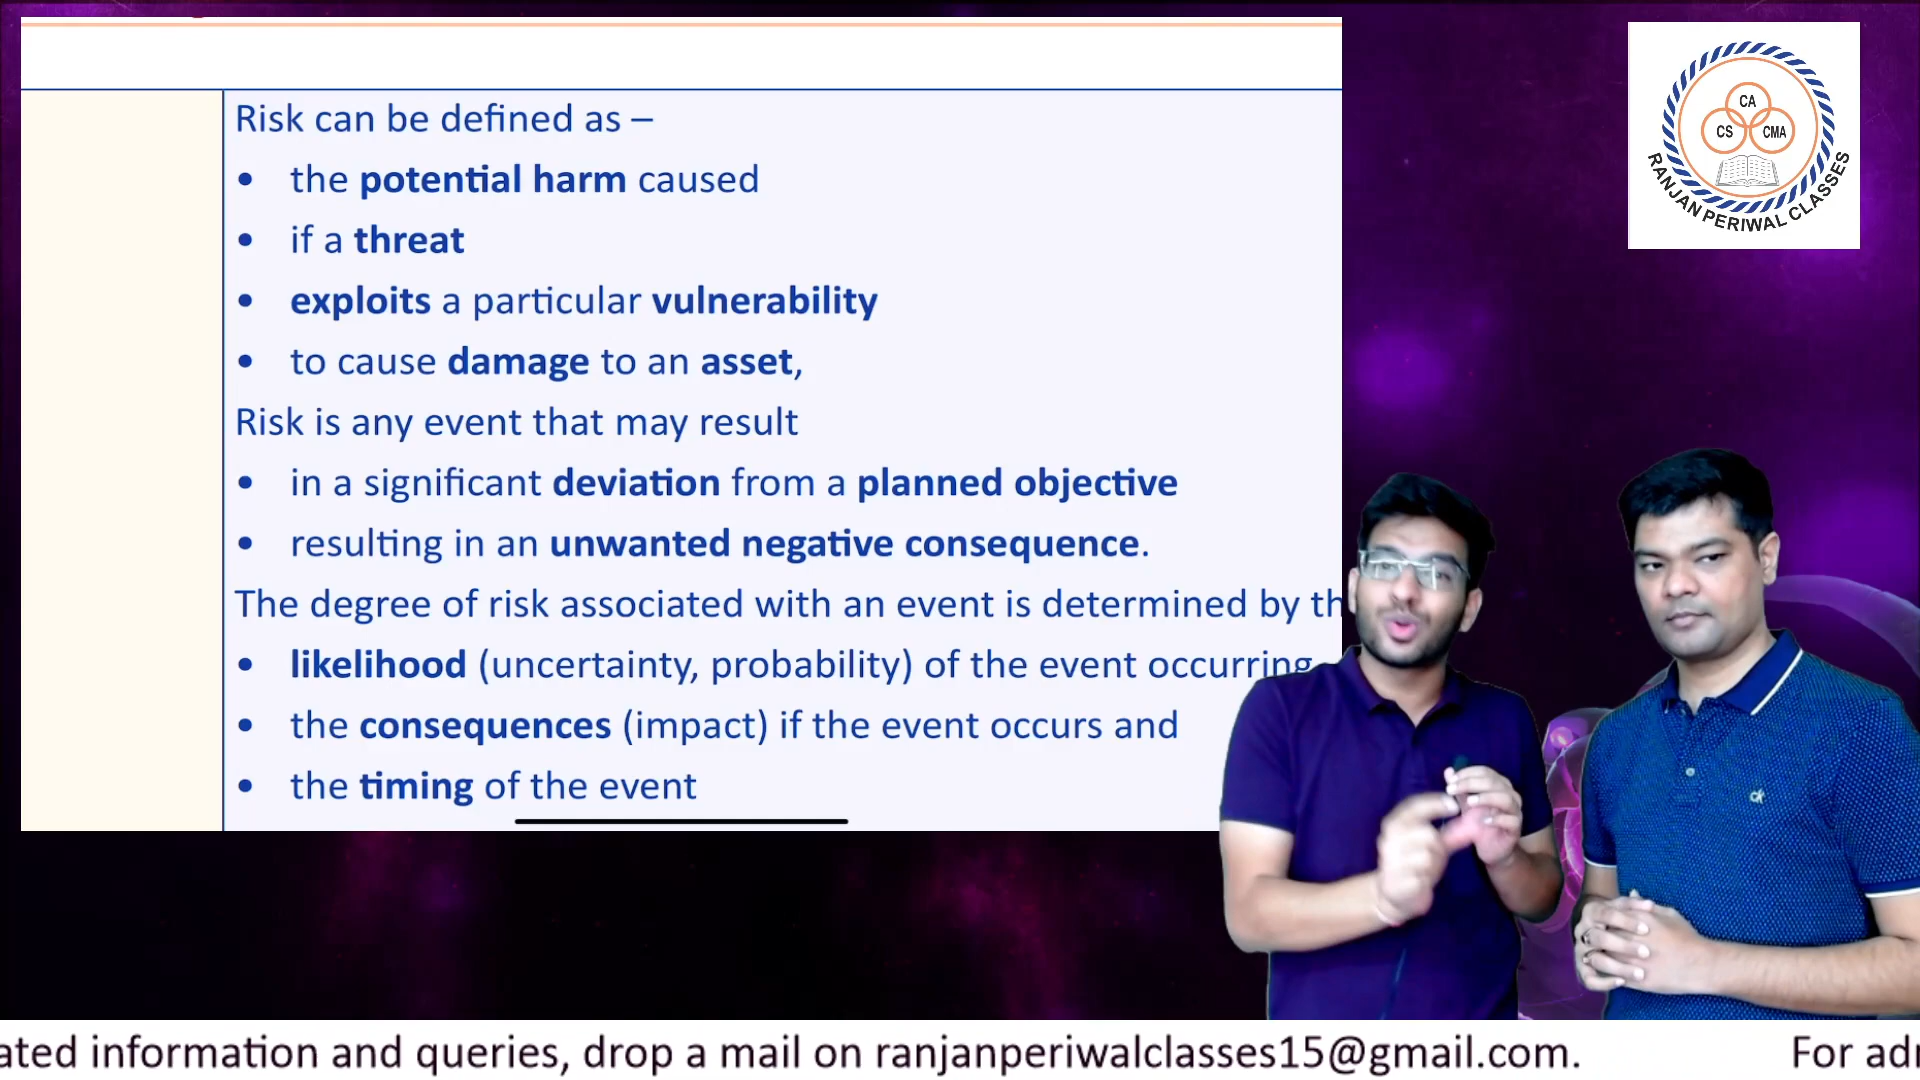 Risk can be defined as –
• the potential harm caused
• if a threat
• exploits a particular vulnerability
• to cause damage to an asset,
Risk is any event that may result
• in a significant deviation from a planned objective
• resulting in an unwanted negative consequence.
The degree of risk associated with an event is determined by th
• likelihood (uncertainty, probability) of the event occurring
• the consequences (impact) if the event occurs and
• the timing of the event
CA
CS CMA
RANJAN PERIWAL CLASSES
ck
ated information and queries, drop a mail on ranjanperiwalclasses15@gmail.com. For adm